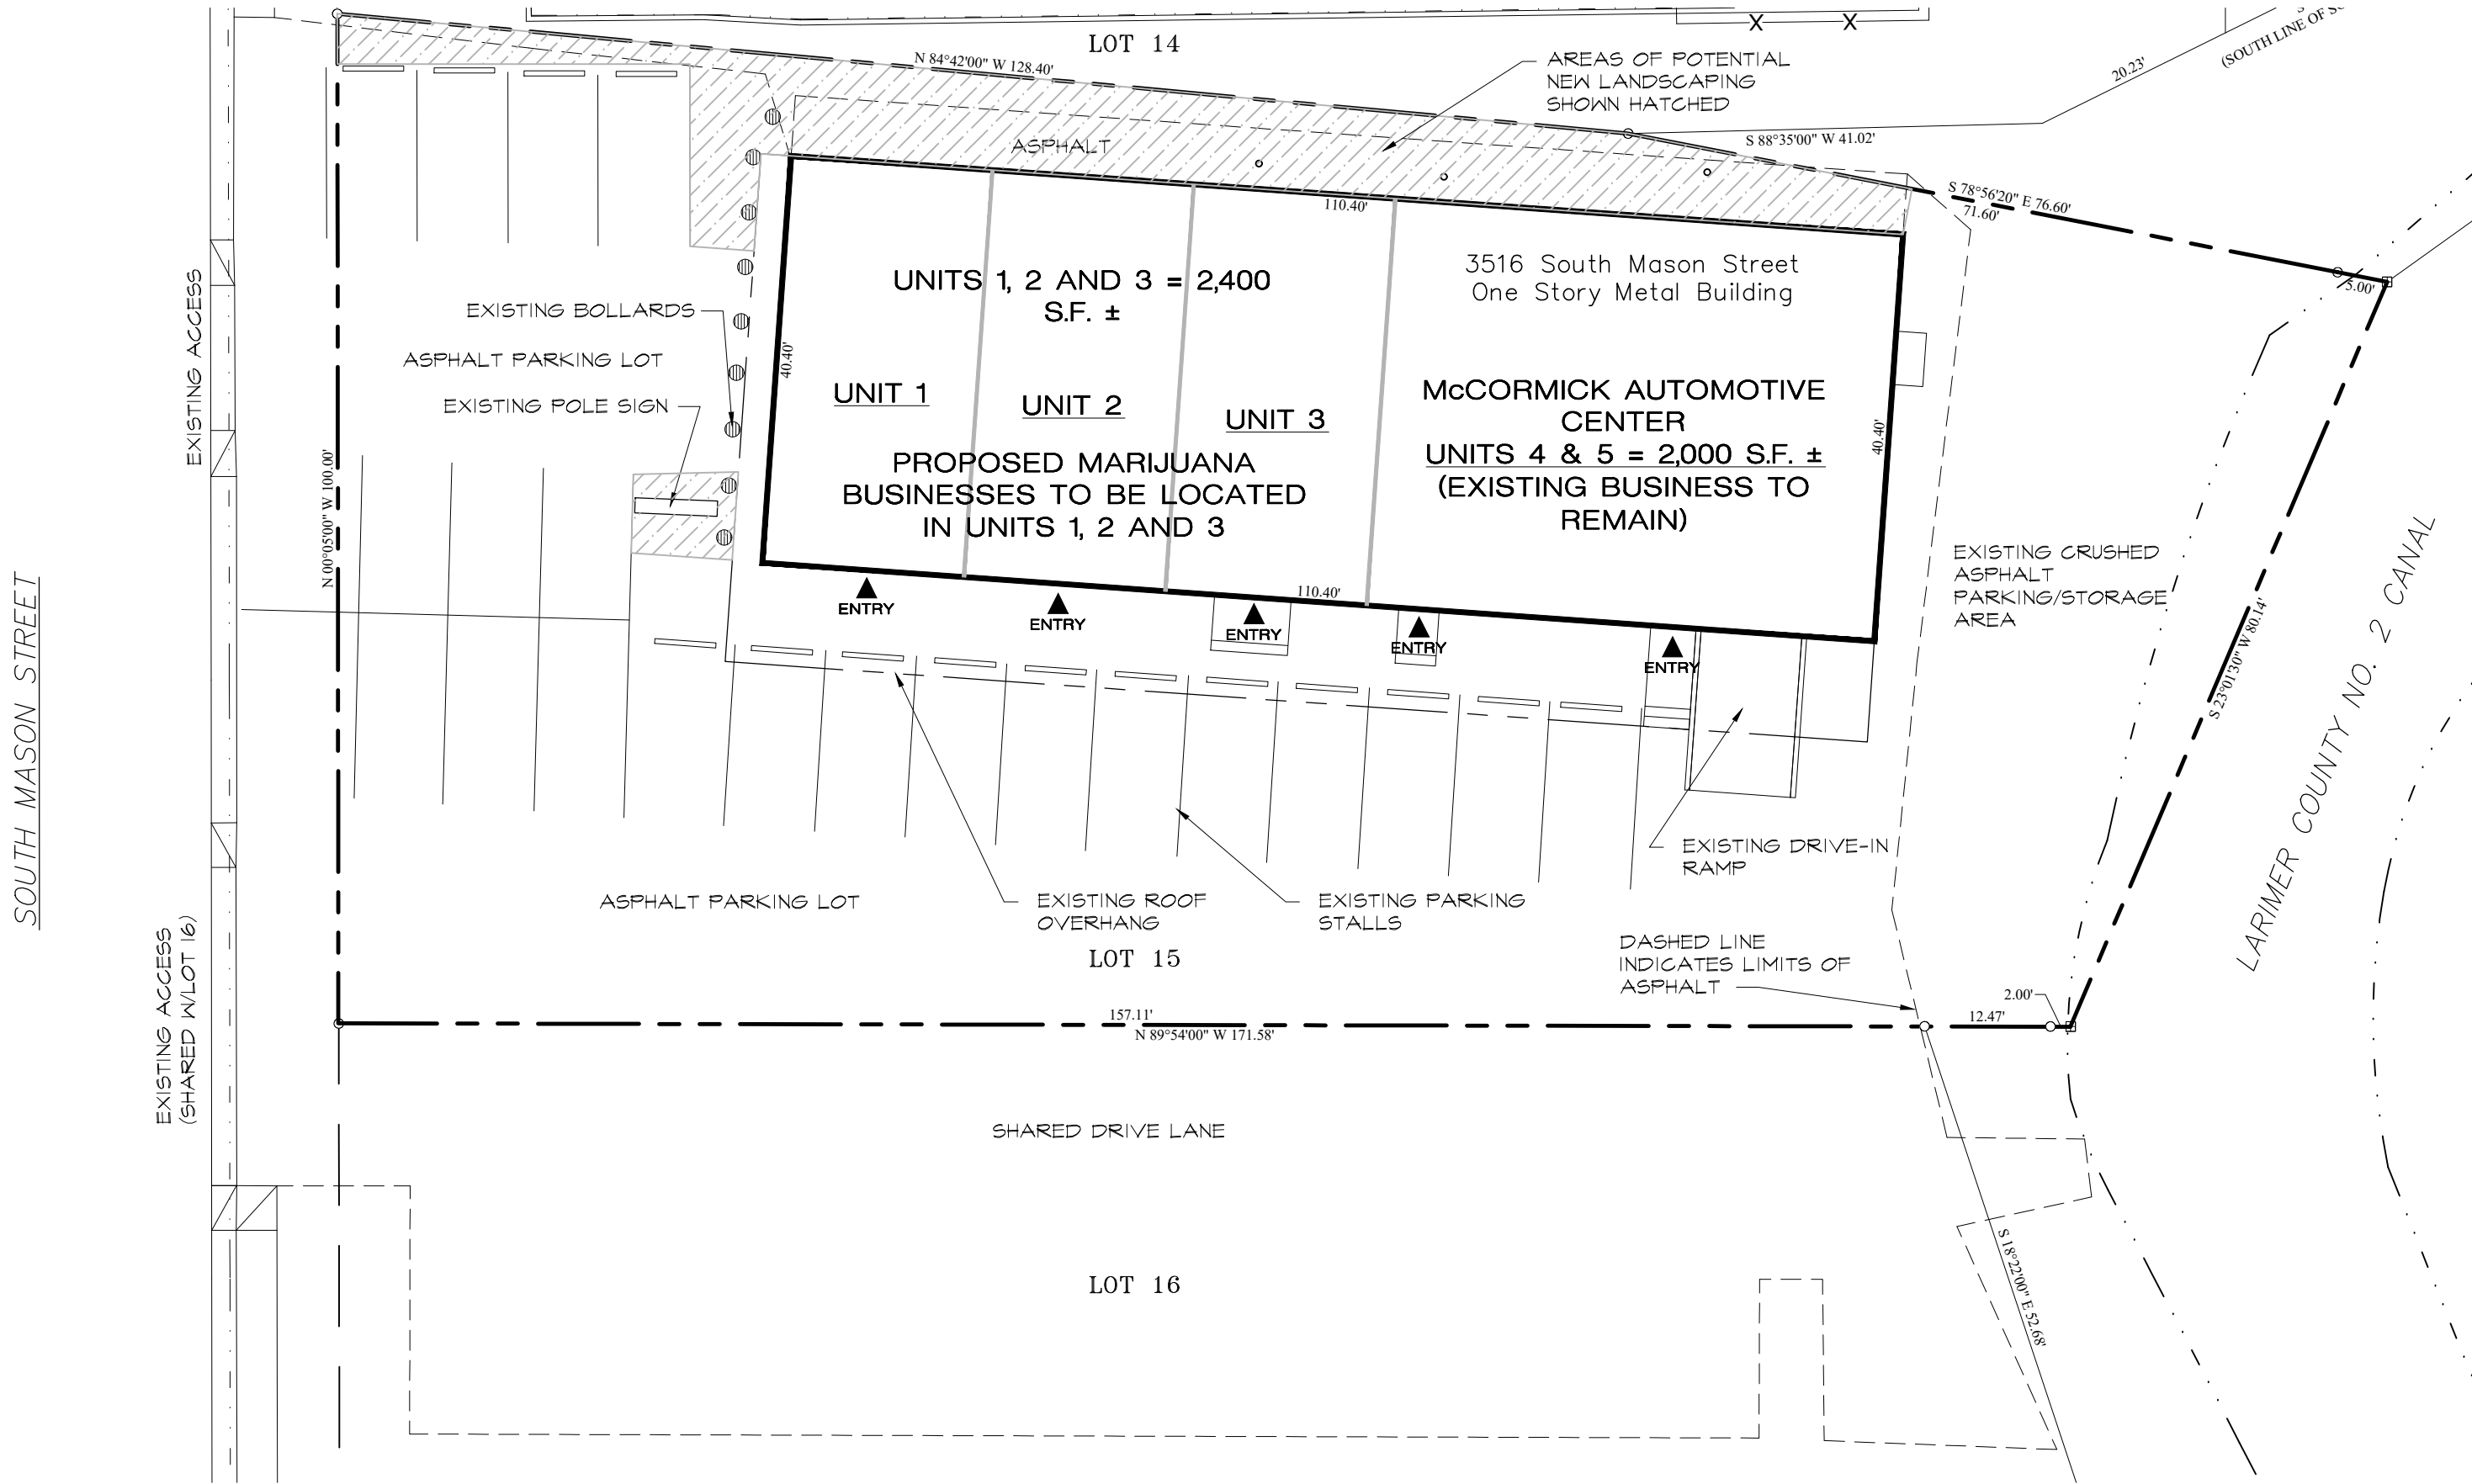 LOT 14
N 84°42'00" W 128.40'
AREAS OF POTENTIAL
NEW LANDSCAPING
SHOWN HATCHED
X
X
20.23'
(SOUTH LINE OF
S 88°35'00" W 41.02'
ASPHALT
S 78°56'20" E 76.60'
71.60'
5.00'
110.40'
3516 South Mason Street
One Story Metal Building
UNITS 1, 2 AND 3 = 2,400
S.F. ±
EXISTING ACCESS
EXISTING BOLLARDS
ASPHALT PARKING LOT
EXISTING POLE SIGN
40.40'
UNIT 1
UNIT 2
UNIT 3
PROPOSED MARIJUANA
BUSINESSES TO BE LOCATED
IN UNITS 1, 2 AND 3
McCORMICK AUTOMOTIVE
CENTER
UNITS 4 & 5 = 2,000 S.F. ±
(EXISTING BUSINESS TO
REMAIN)
40.40'
N 00°05'00" W 100.00'
SOUTH MASON STREET
EXISTING CRUSHED
ASPHALT
PARKING/STORAGE
AREA
LARIMER COUNTY NO. 2 CANAL
S 23°01'30" W 80.14'
110.40'
ENTRY
ENTRY
ENTRY
ENTRY
ENTRY
EXISTING DRIVE-IN
RAMP
ASPHALT PARKING LOT
EXISTING ROOF
OVERHANG
EXISTING PARKING
STALLS
EXISTING ACCESS
(SHARED W/LOT 16)
LOT 15
DASHED LINE
INDICATES LIMITS OF
ASPHALT
2.00'
12.47'
157.11'
N 89°54'00" W 171.58'
SHARED DRIVE LANE
S 18°22'00" E 52.68'
LOT 16